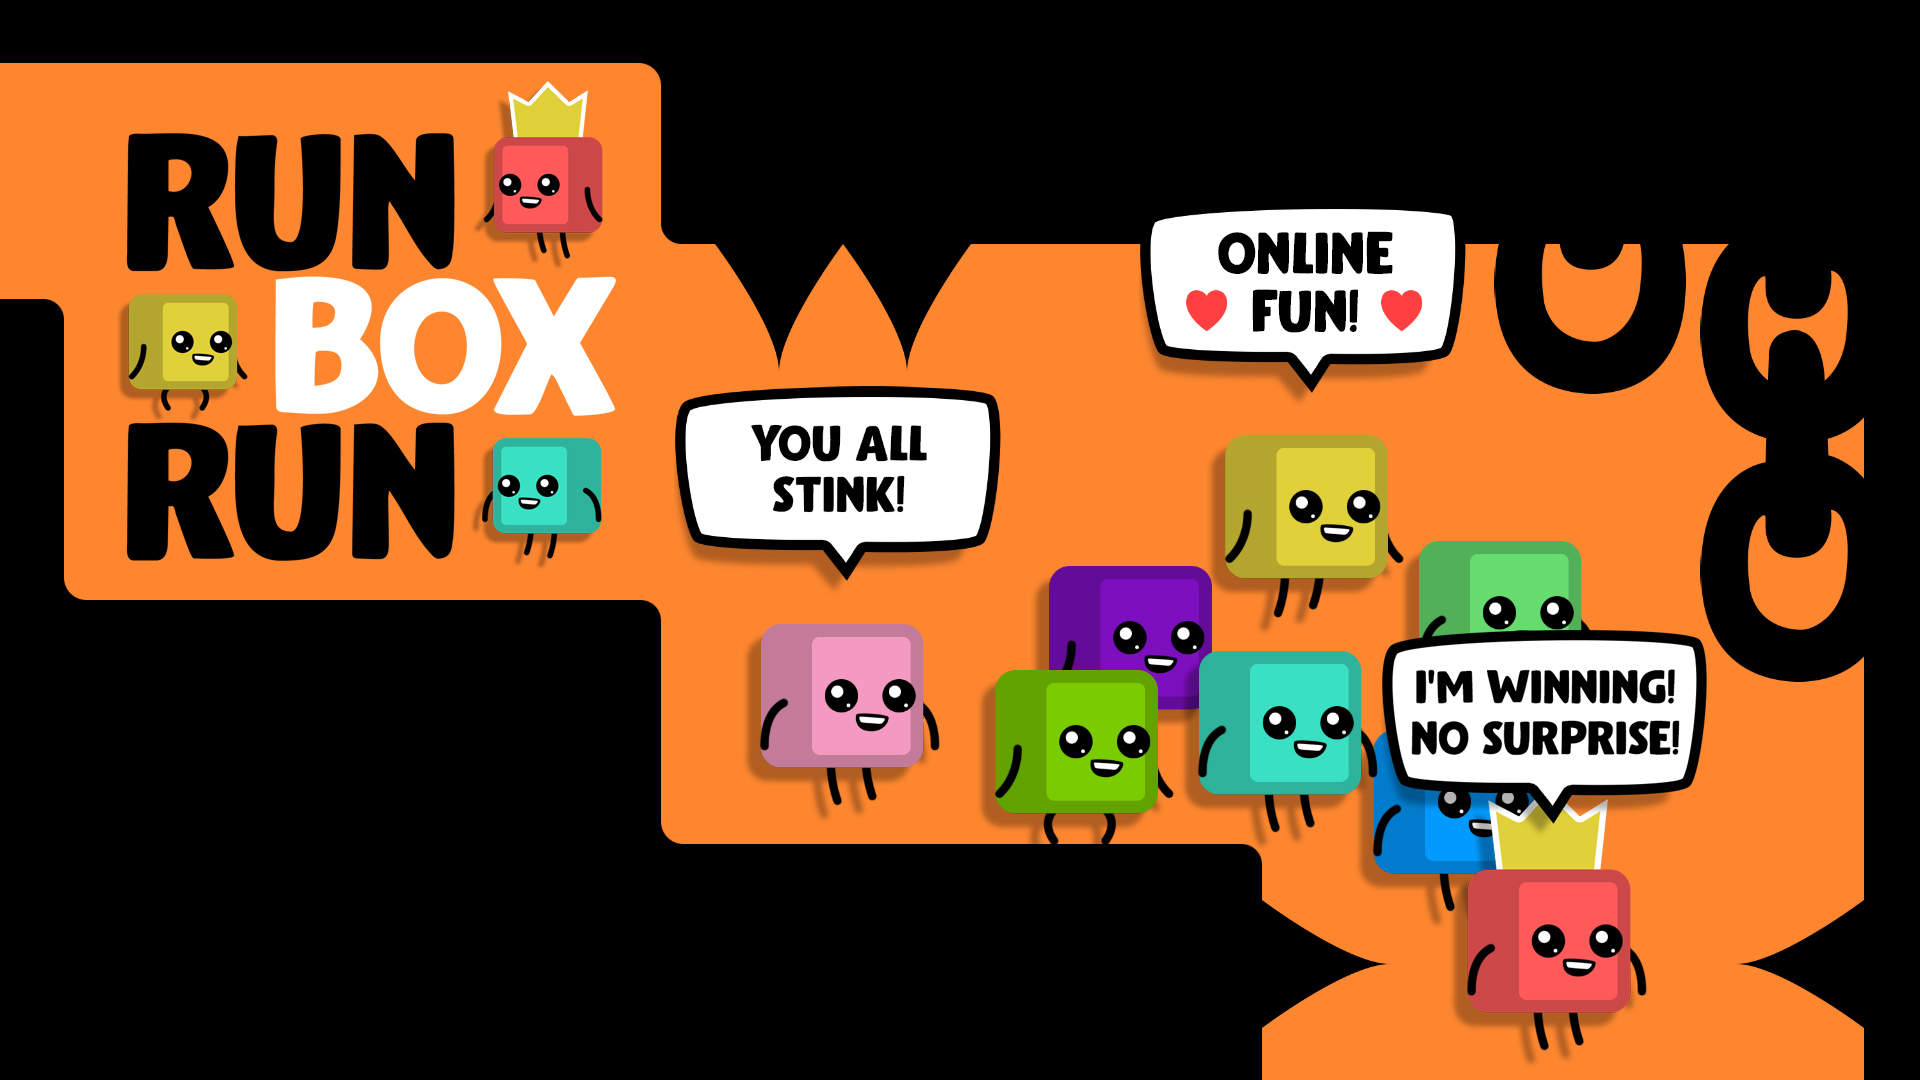 RUN
BOX
RUN
YOU ALL
STINK!
ONLINE
FUN!
I'M WINNING!
NO SURPRISE!